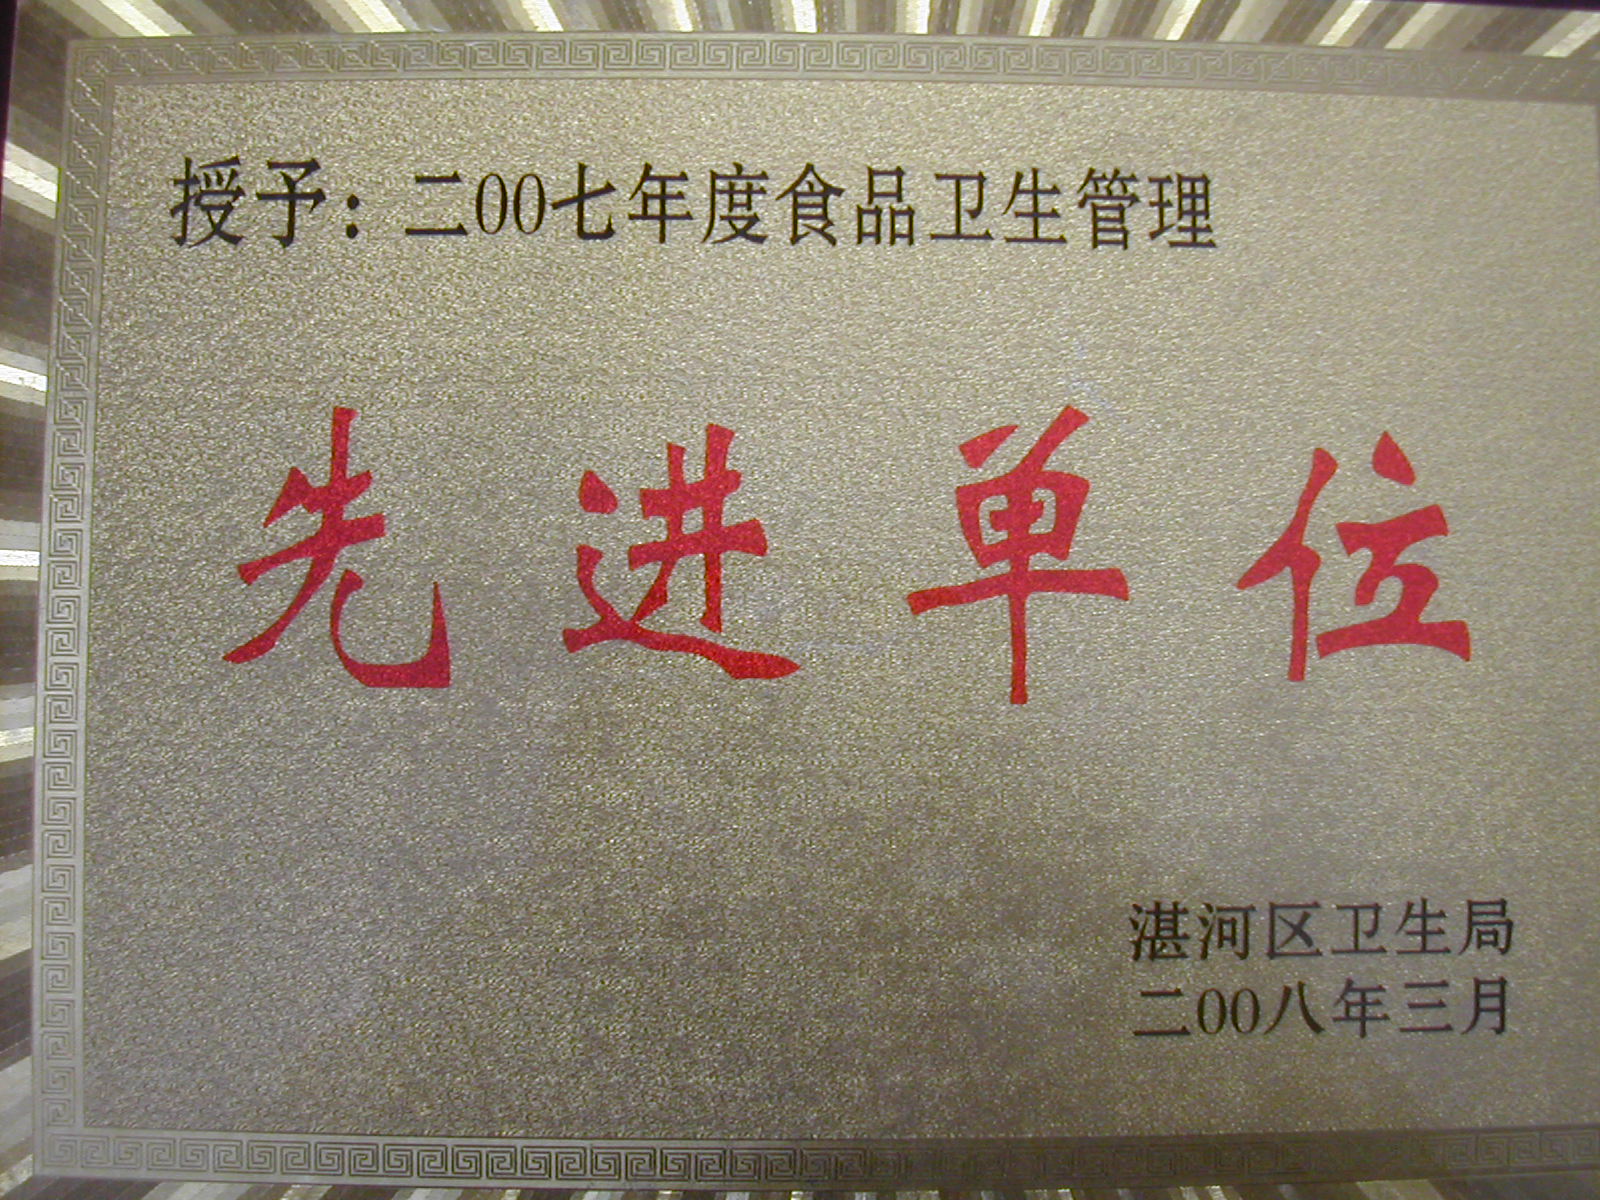 授予：二00七年度食品卫生管理
先进单位
湛河区卫生局
二00八年三月